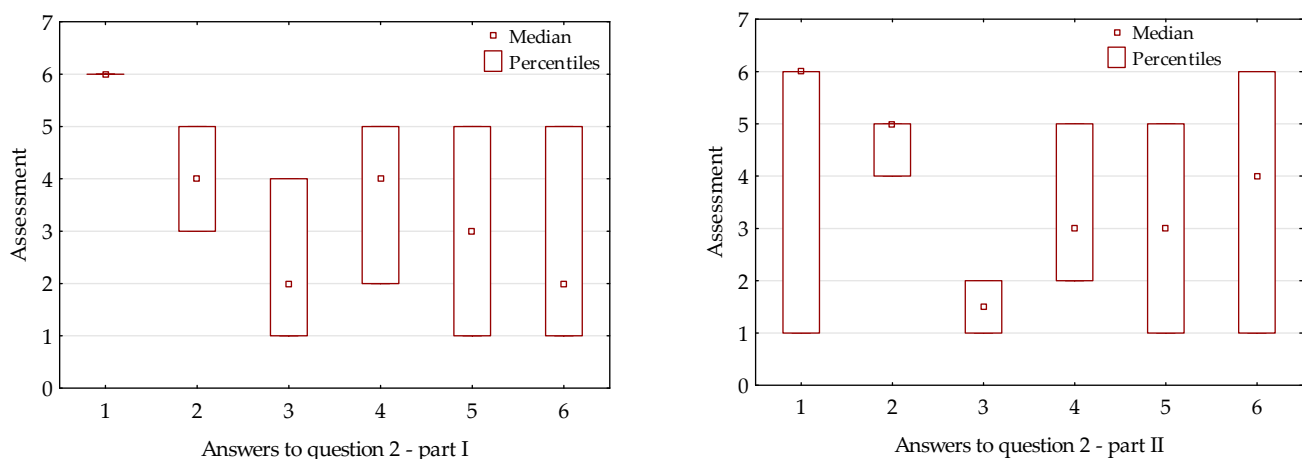 7
6
5
4
3
2
1
0
Assessment
Median
Percentiles
1 2 3 4 5 6
Answers to question 2 - part I
7
6
5
4
3
2
1
0
Assessment
Median
Percentiles
1 2 3 4 5 6
Answers to question 2 - part II